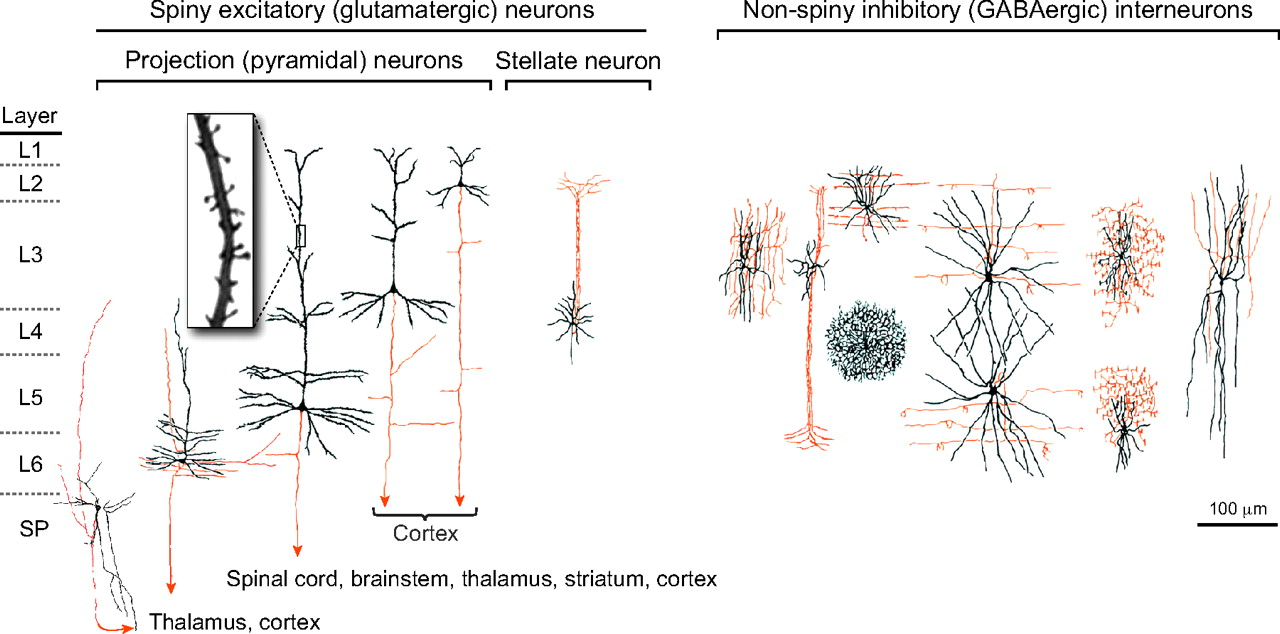 Spiny excitatory (glutamatergic) neurons
Non-spiny inhibitory (GABAergic) interneurons
Projection (pyramidal) neurons
Stellate neuron
Layer
L1
L2
L3
L4
L5
L6
SP
Cortex
100 μm
Spinal cord, brainstem, thalamus, striatum, cortex
Thalamus, cortex